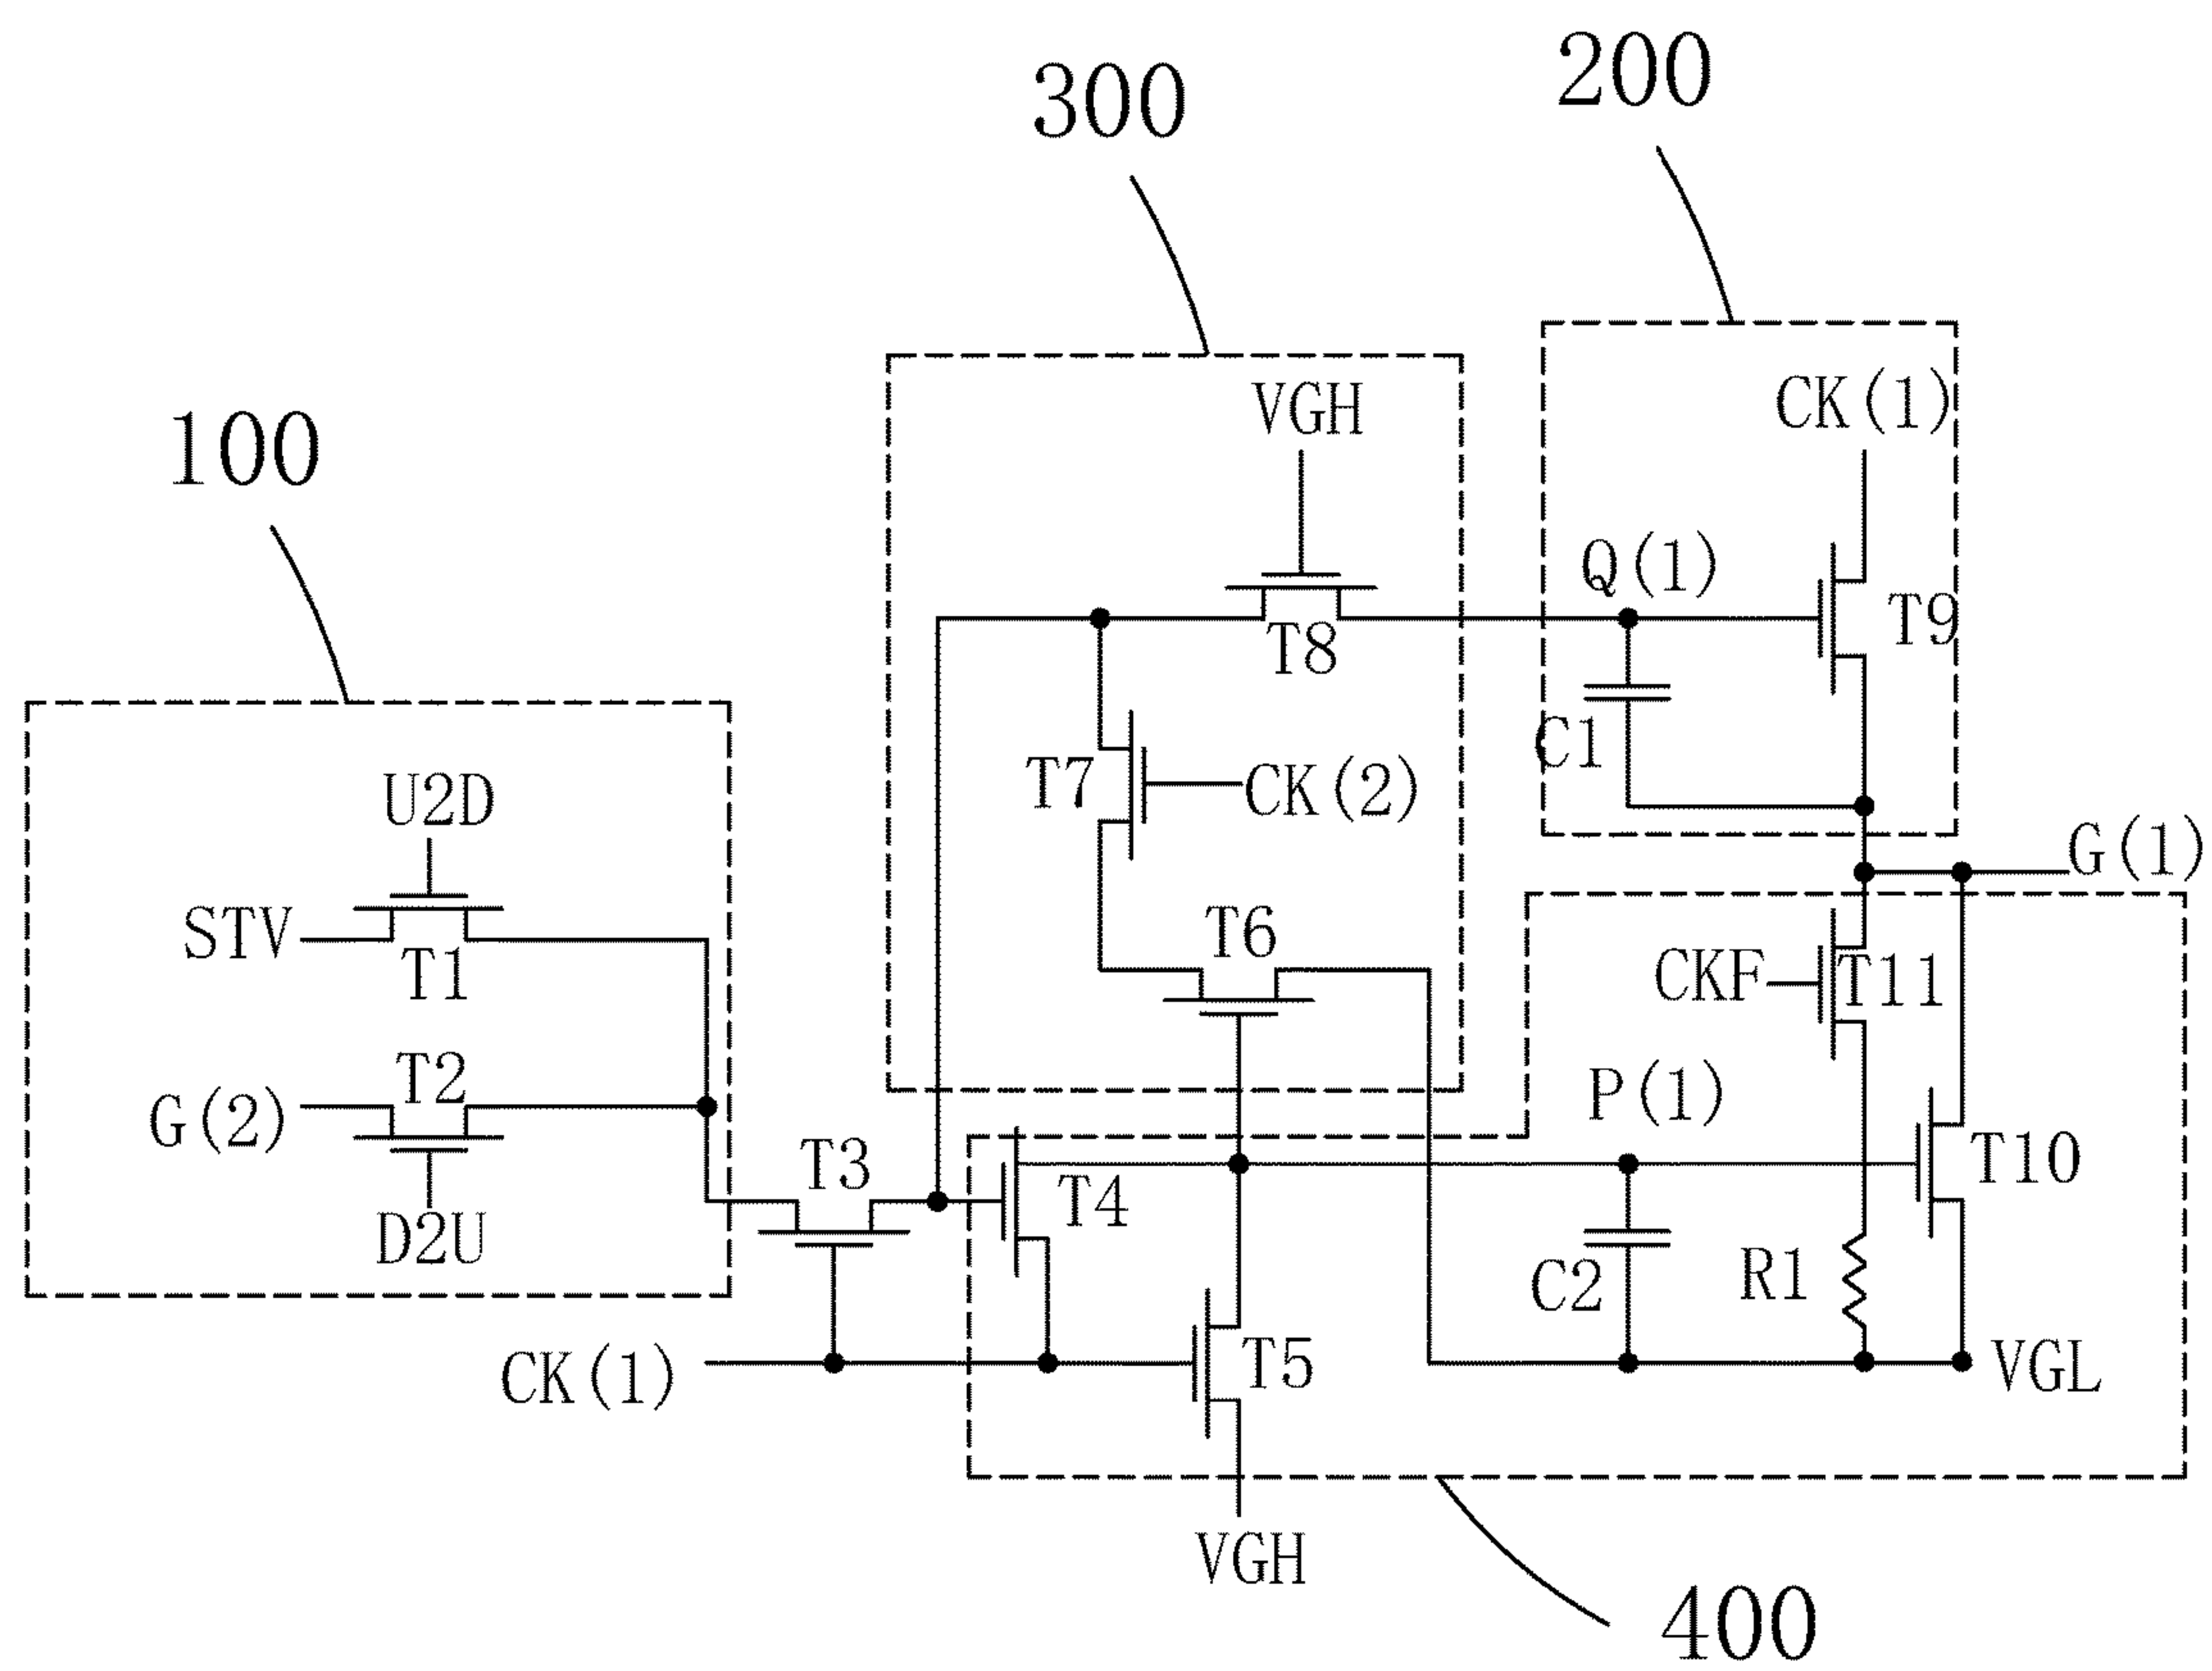 200
300
CK(1)
VGH
100
Q(1)
T9
T8
C1
T7
CK(2)
U2D
G(1)
STV
T6
T1
CKF
T11
T2
P(1)
G(2)
T3
T10
T4
D2U
R1
C2
CK(1)
T5
VGL
VGH
400